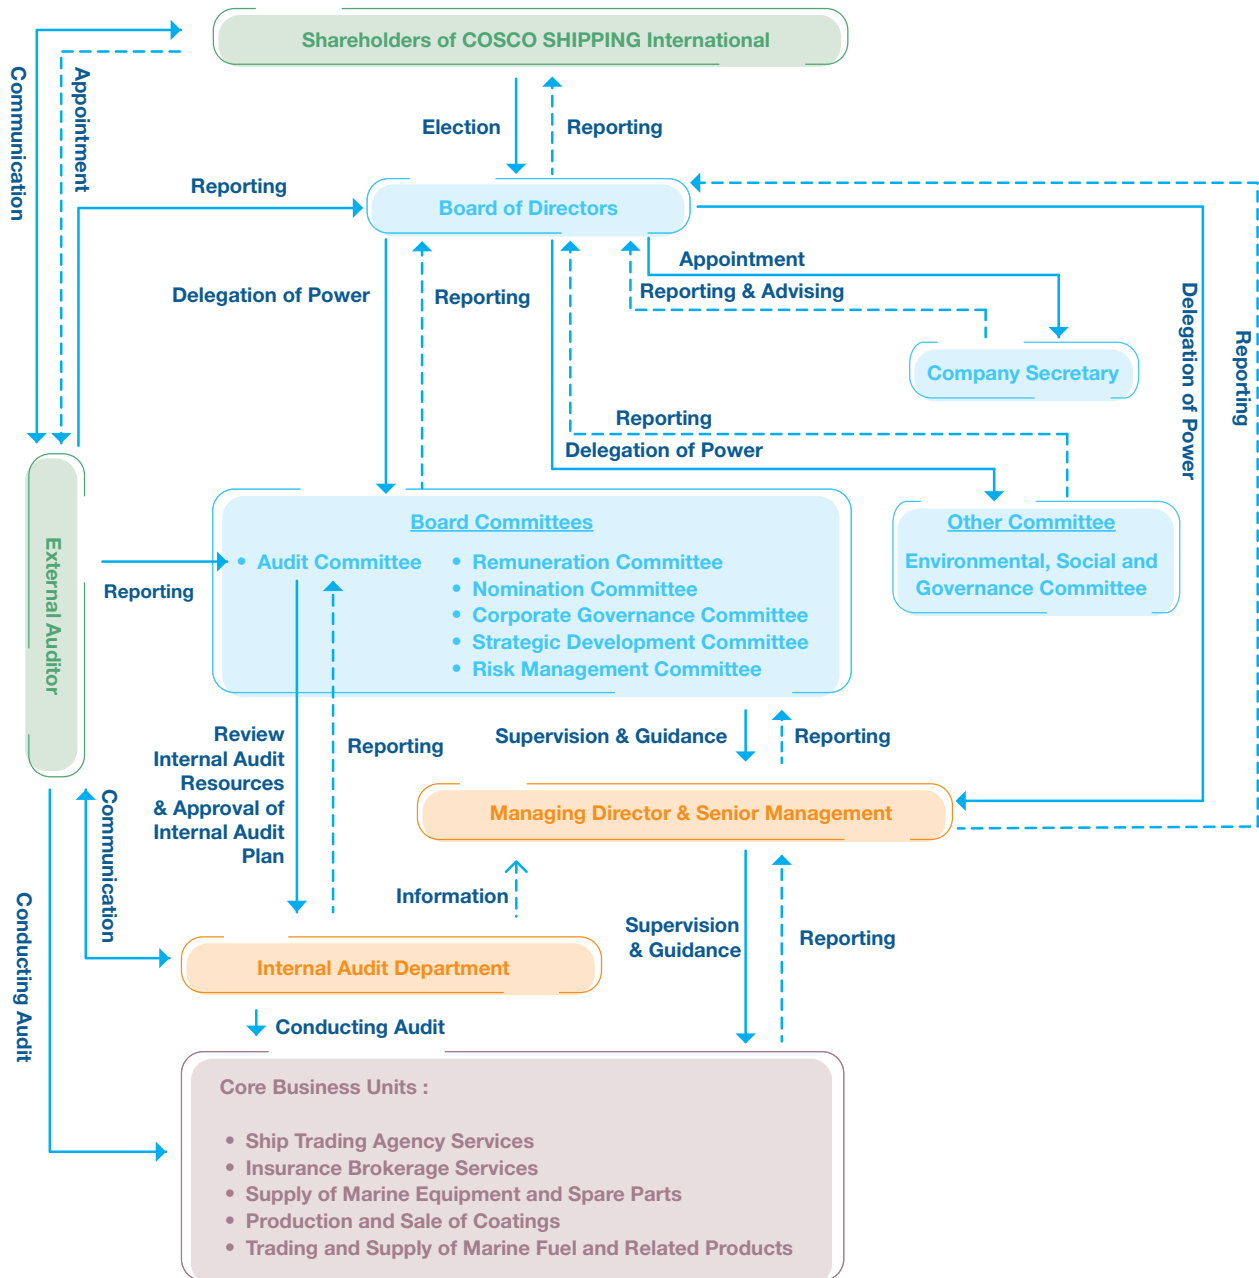 Shareholders of COSCO SHIPPING International
Communication
Appointment
Election
Reporting
Reporting
Board of Directors
Delegation of Power
Reporting
Appointment
Reporting & Advising
Company Secretary
Delegation of Power
Reporting
Reporting
Delegation of Power
External Auditor
Reporting
Board Committees
• Audit Committee
• Remuneration Committee
• Nomination Committee
• Corporate Governance Committee
• Strategic Development Committee
• Risk Management Committee
Other Committee
Environmental, Social and
Governance Committee
Review
Internal Audit
Resources
& Approval of
Internal Audit
Plan
Reporting
Supervision & Guidance
Reporting
Managing Director & Senior Management
Communication
Information
Supervision
& Guidance
Reporting
Conducting Audit
Internal Audit Department
Conducting Audit
Core Business Units :
• Ship Trading Agency Services
• Insurance Brokerage Services
• Supply of Marine Equipment and Spare Parts
• Production and Sale of Coatings
• Trading and Supply of Marine Fuel and Related Products